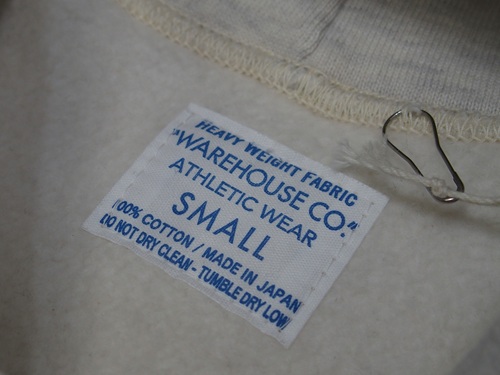 HEAVY WEIGHT FABRIC
"WAREHOUSE CO."
ATHLETIC WEAR
SMALL
100% COTTON / MADE IN JAPAN
DO NOT DRY CLEAN - TUMBLE DRY LOW